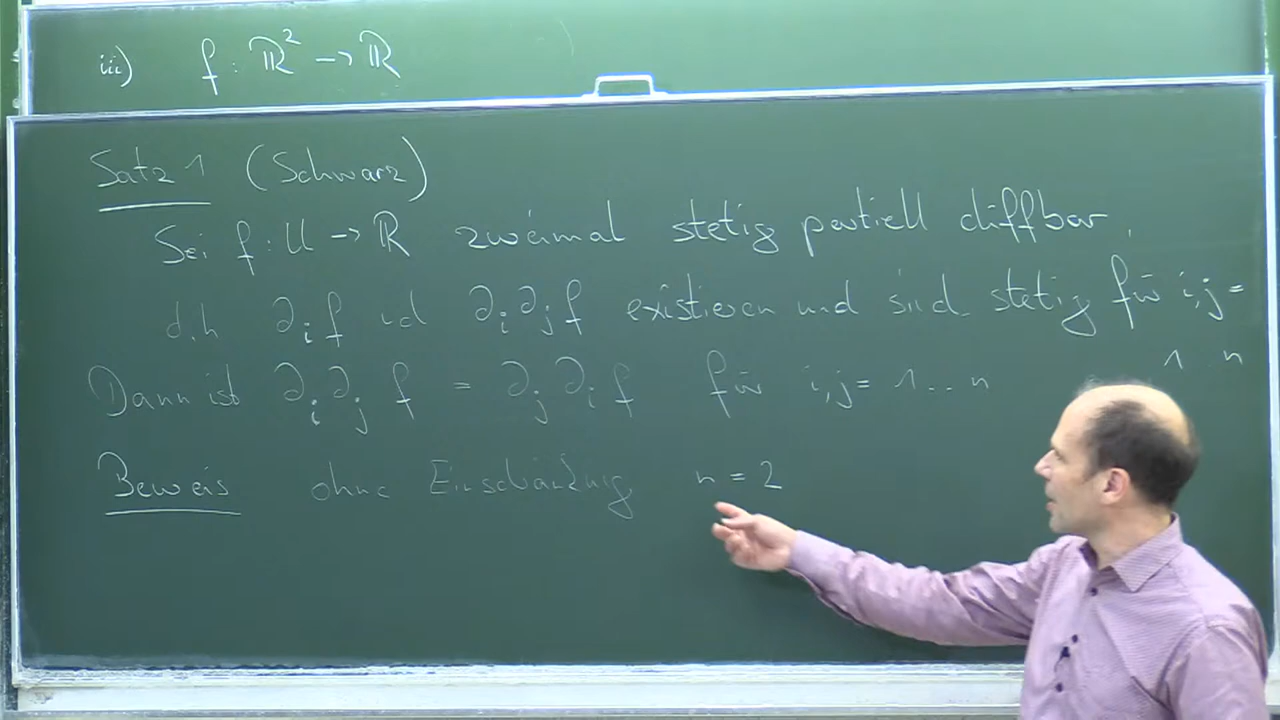 iii) f : ℝ² → ℝ
Satz 1 (Schwarz)
Sei f : U → ℝ zweimal stetig partiell diffbar,
d.h ∂ᵢf und ∂ᵢ∂ⱼf existieren und sind stetig für i,j =
1 .. n
Dann ist ∂ᵢ∂ⱼ f = ∂ⱼ∂ᵢ f für i,j = 1 .. n
Beweis ohne Einschränkung n = 2